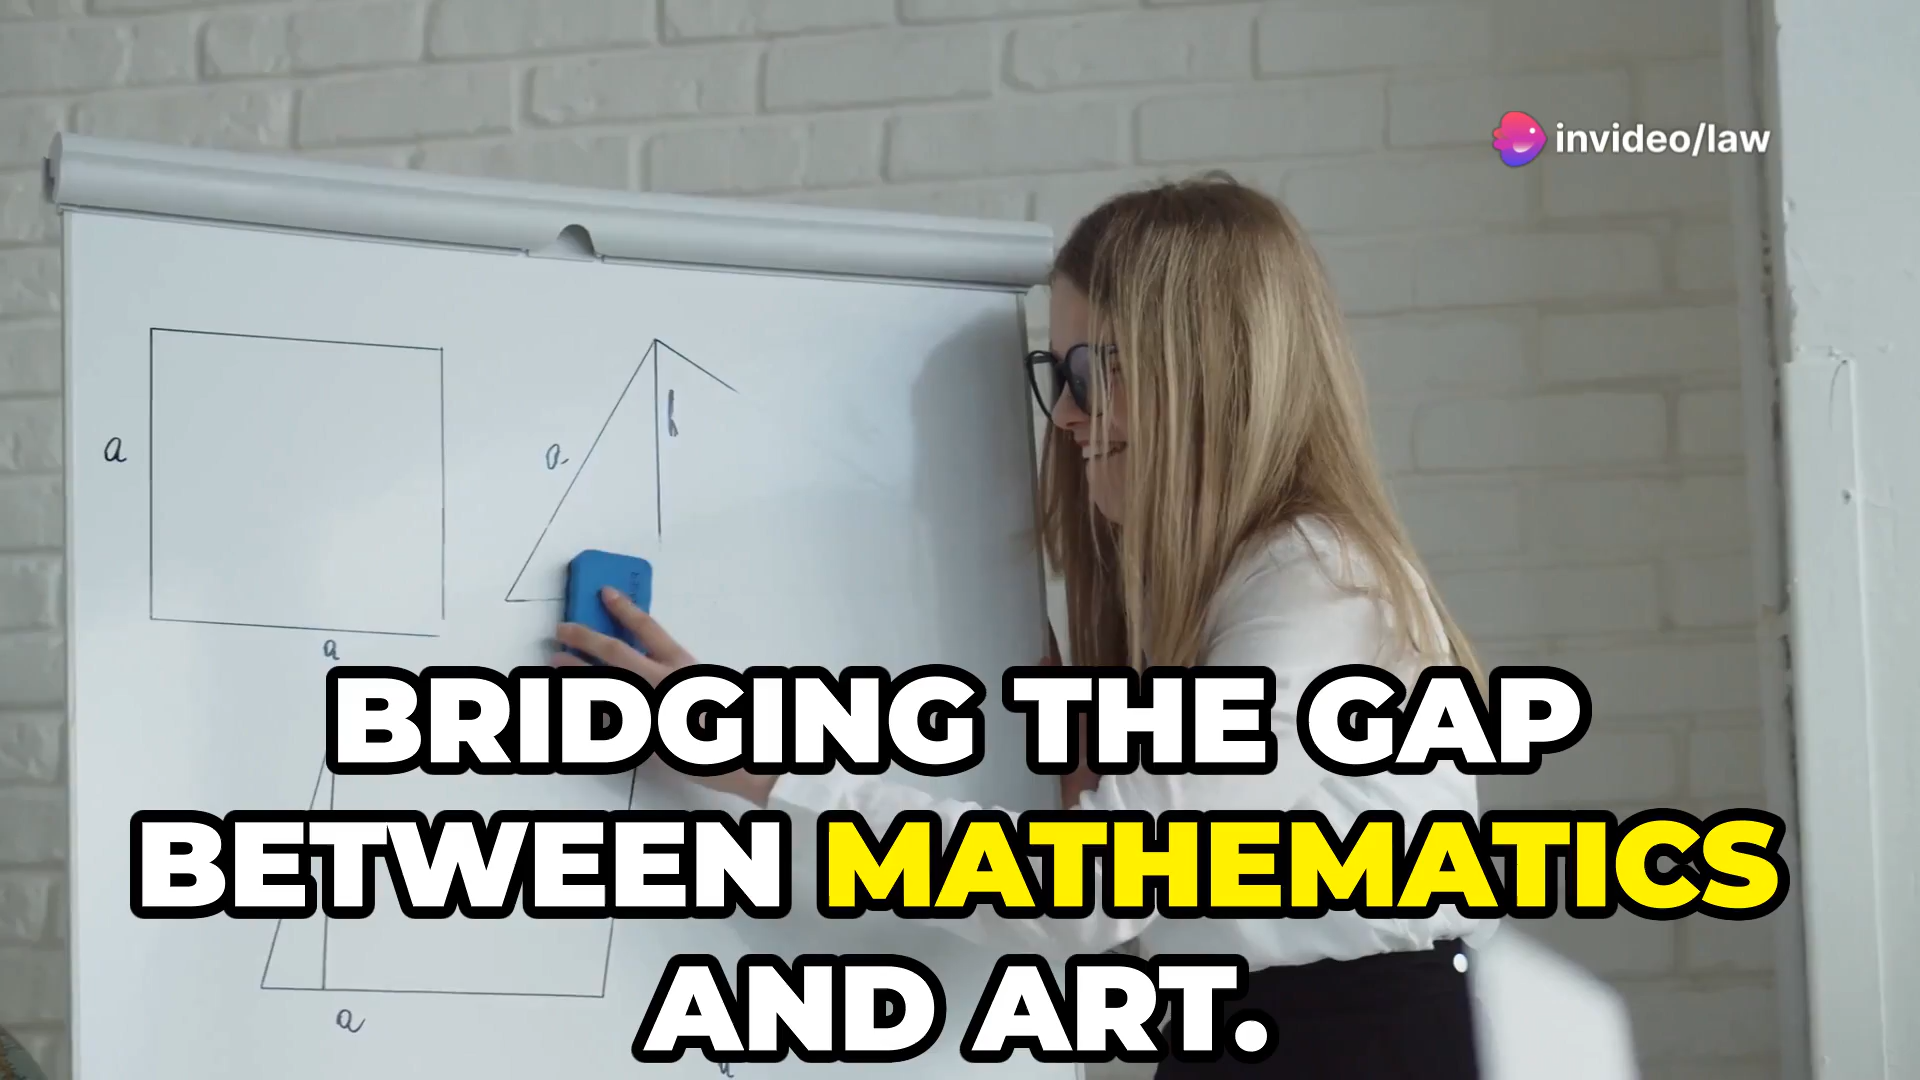 invideo/law
a
a
h
a
BRIDGING THE GAP
BETWEEN MATHEMATICS
AND ART.
a